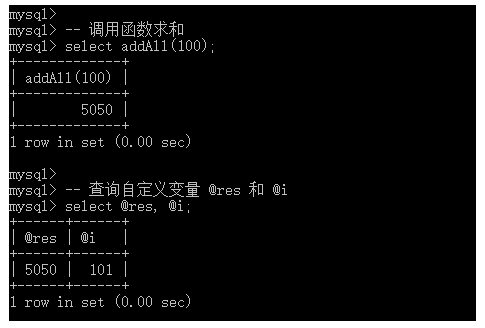 mysql>
mysql> -- 调用函数求和
mysql> select addAll(100);
+-------------+
| addAll(100) |
+-------------+
|        5050 |
+-------------+
1 row in set (0.00 sec)
mysql>
mysql> -- 查询自定义变量 @res 和 @i
mysql> select @res, @i;
+------+------+
| @res | @i   |
+------+------+
| 5050 |  101 |
+------+------+
1 row in set (0.00 sec)